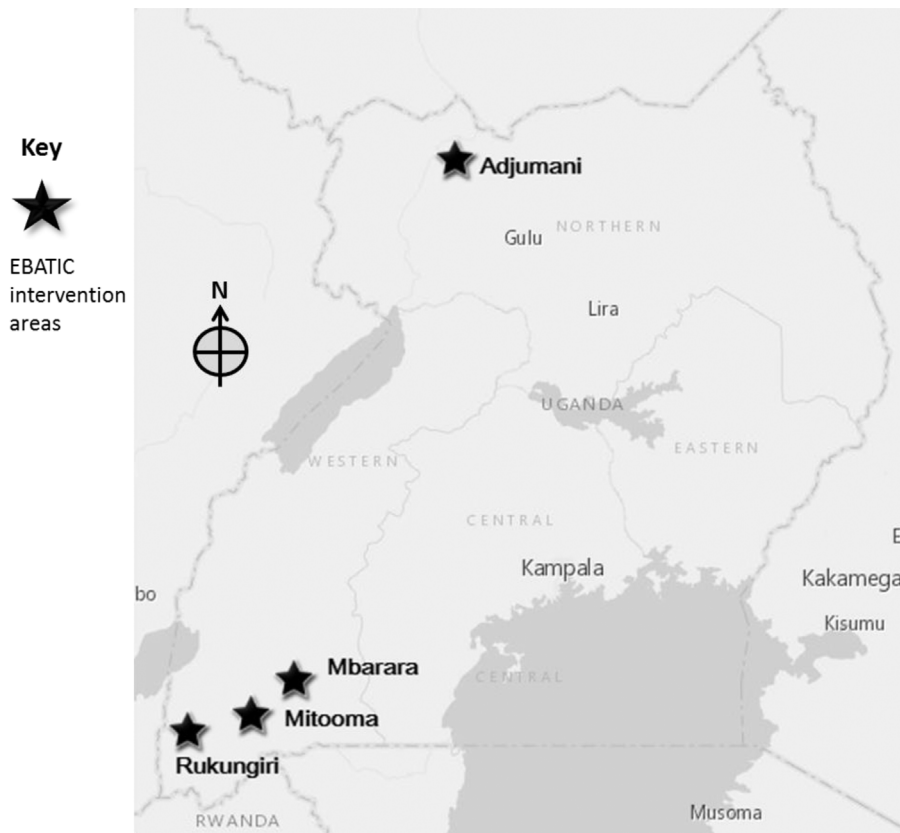 Key
EBATIC
intervention
areas
N
Adjumani
NORTHERN
Gulu
Lira
UGANDA
EASTERN
WESTERN
CENTRAL
Kampala
E
Kakamega
bo
Kisumu
Mbarara
CENTRAL
Mitooma
Rukungiri
Musoma
RWANDA